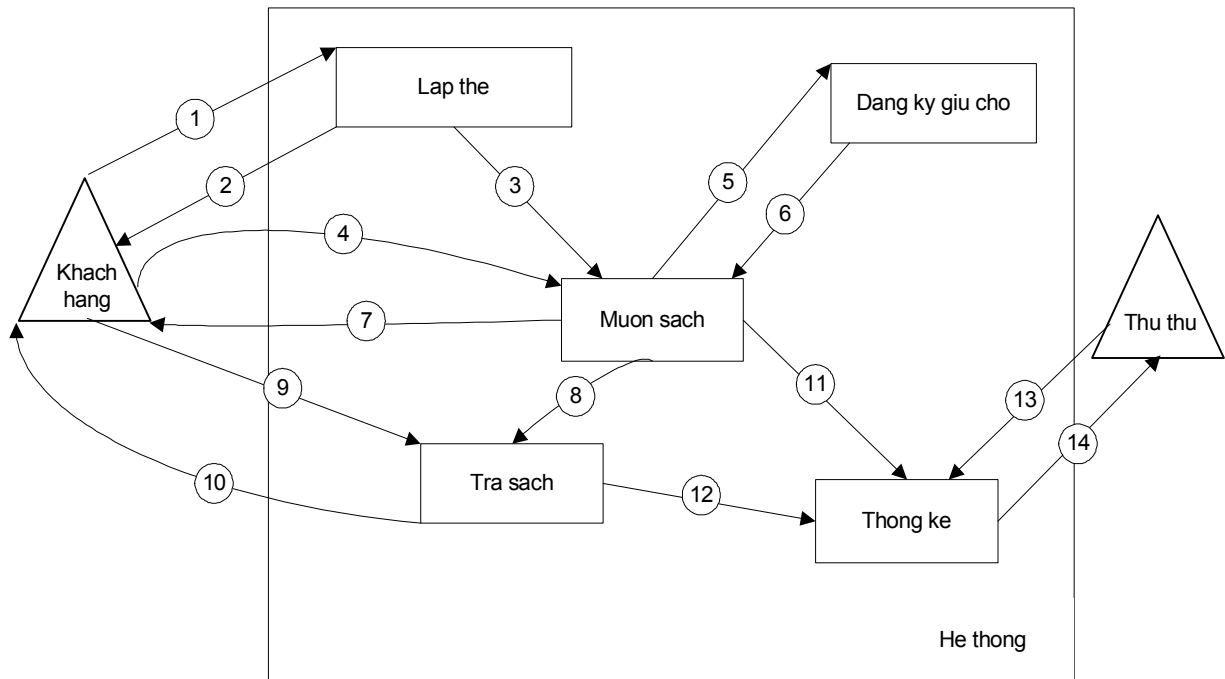 Lap the
Dang ky giu cho
1
2
3
5
6
4
Khach
hang
7
Muon sach
Thu thu
9
8
11
13
14
10
Tra sach
12
Thong ke
He thong